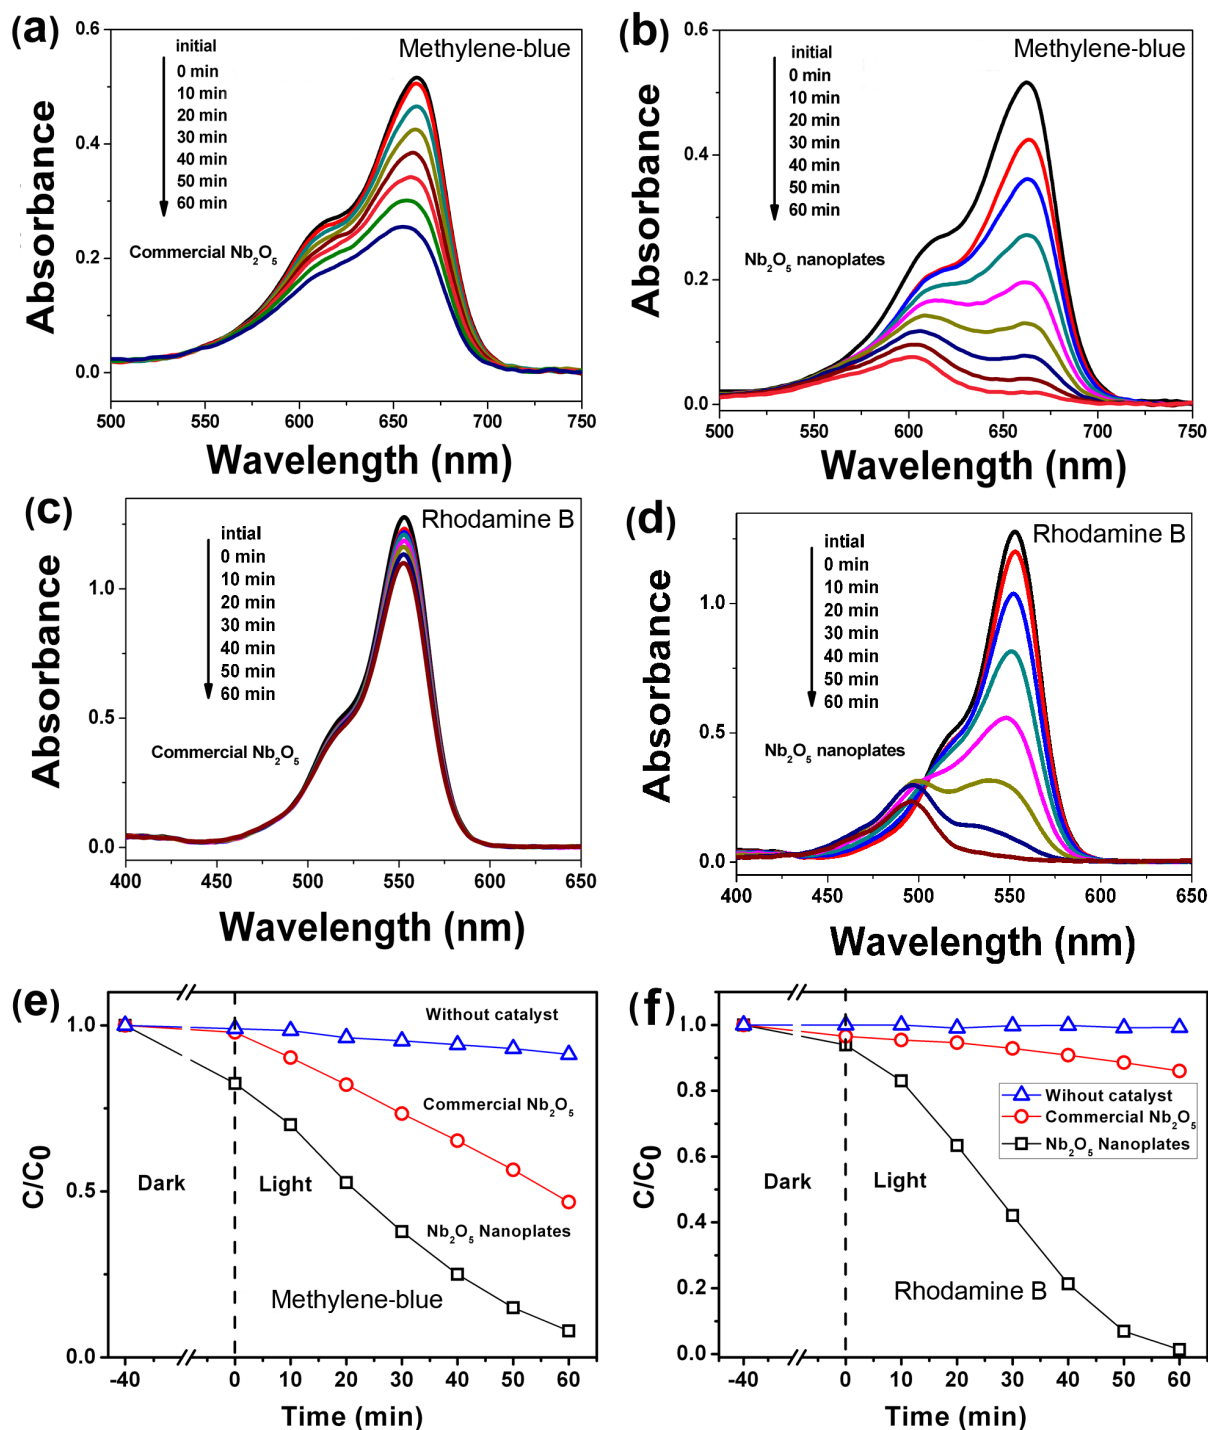 (a)
Methylene-blue
initial
0 min
10 min
20 min
30 min
40 min
50 min
60 min
Commercial Nb2O5
0.6
0.4
0.2
0.0
Absorbance
500 550 600 650 700 750
Wavelength (nm)
(b)
Methylene-blue
initial
0 min
10 min
20 min
30 min
40 min
50 min
60 min
Nb2O5 nanoplates
0.6
0.4
0.2
0.0
Absorbance
500 550 600 650 700 750
Wavelength (nm)
(c)
Rhodamine B
intial
0 min
10 min
20 min
30 min
40 min
50 min
60 min
Commercial Nb2O5
1.0
0.5
0.0
Absorbance
400 450 500 550 600 650
Wavelength (nm)
(d)
Rhodamine B
intial
0 min
10 min
20 min
30 min
40 min
50 min
60 min
Nb2O5 nanoplates
1.0
0.5
0.0
Absorbance
400 450 500 550 600 650
Wavelength (nm)
(e)
Without catalyst
Commercial Nb2O5
Dark
Light
Nb2O5 Nanoplates
Methylene-blue
1.0
0.5
0.0
C/C0
-40 0 10 20 30 40 50 60
Time (min)
(f)
Wihout catalyst
Commercial Nb2O5
Nb2O5 Nanoplates
Dark
Light
Rhodamine B
1.0
0.8
0.6
0.4
0.2
0.0
C/C0
-40 0 10 20 30 40 50 60
Time (min)